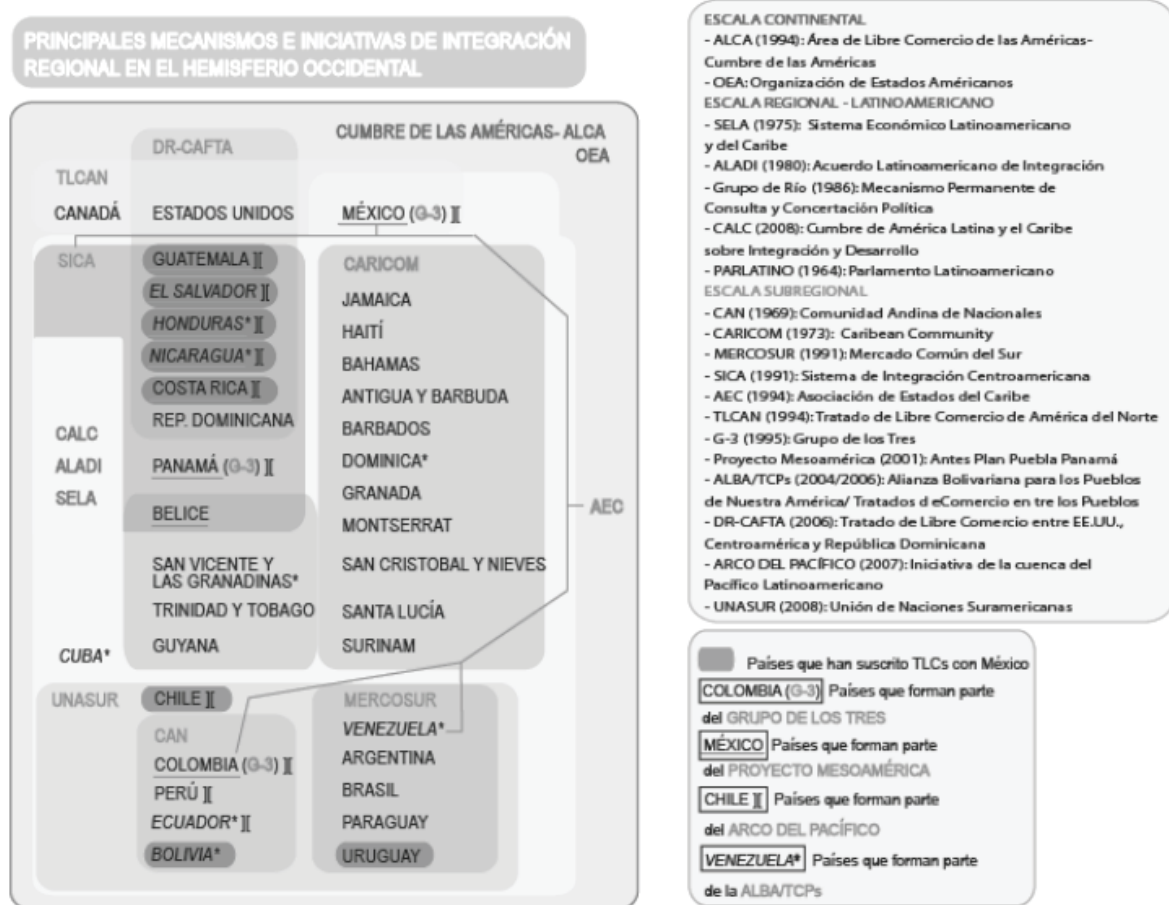 PRINCIPALES MECANISMOS E INICIATIVAS DE INTEGRACIÓN
REGIONAL EN EL HEMISFERIO OCCIDENTAL
CUMBRE DE LAS AMÉRICAS- ALCA
OEA
DR-CAFTA
TLCAN
CANADÁ
ESTADOS UNIDOS
MÉXICO (G-3) ][
SICA
GUATEMALA ][
EL SALVADOR ][
HONDURAS* ][
NICARAGUA* ][
COSTA RICA ][
REP. DOMINICANA
PANAMÁ (G-3) ][
BELICE
SAN VICENTE Y
LAS GRANADINAS*
TRINIDAD Y TOBAGO
GUYANA
CARICOM
JAMAICA
HAITÍ
BAHAMAS
ANTIGUA Y BARBUDA
BARBADOS
DOMINICA*
GRANADA
MONTSERRAT
SAN CRISTOBAL Y NIEVES
SANTA LUCÍA
SURINAM
AEC
CALC
ALADI
SELA
CUBA*
UNASUR
CHILE ][
CAN
COLOMBIA (G-3) ][
PERÚ ][
ECUADOR* ][
BOLIVIA*
MERCOSUR
VENEZUELA*
ARGENTINA
BRASIL
PARAGUAY
URUGUAY
ESCALA CONTINENTAL
- ALCA (1994): Área de Libre Comercio de las Américas-
Cumbre de las Américas
- OEA: Organización de Estados Américanos
ESCALA REGIONAL - LATINOAMERICANO
- SELA (1975): Sistema Económico Latinoamericano
y del Caribe
- ALADI (1980): Acuerdo Latinoamericano de Integración
- Grupo de Río (1986): Mecanismo Permanente de
Consulta y Concertación Política
- CALC (2008): Cumbre de América Latina y el Caribe
sobre Integración y Desarrollo
- PARLATINO (1964): Parlamento Latinoamericano
ESCALA SUBREGIONAL
- CAN (1969): Comunidad Andina de Nacionales
- CARICOM (1973): Caribean Community
- MERCOSUR (1991): Mercado Común del Sur
- SICA (1991): Sistema de Integración Centroamericana
- AEC (1994): Asociación de Estados del Caribe
- TLCAN (1994): Tratado de Libre Comercio de América del Norte
- G-3 (1995): Grupo de los Tres
- Proyecto Mesoamérica (2001): Antes Plan Puebla Panamá
- ALBA/TCPs (2004/2006): Alianza Bolivariana para los Pueblos
de Nuestra América/ Tratados d eComercio en tre los Pueblos
- DR-CAFTA (2006): Tratado de Libre Comercio entre EE.UU.,
Centroamérica y República Dominicana
- ARCO DEL PACÍFICO (2007): Iniciativa de la cuenca del
Pacífico Latinoamericano
- UNASUR (2008): Unión de Naciones Suramericanas
Países que han suscrito TLCs con México
COLOMBIA (G-3) Países que forman parte
del GRUPO DE LOS TRES
MÉXICO Países que forman parte
del PROYECTO MESOAMÉRICA
CHILE ][ Países que forman parte
del ARCO DEL PACÍFICO
VENEZUELA* Países que forman parte
de la ALBA/TCPs